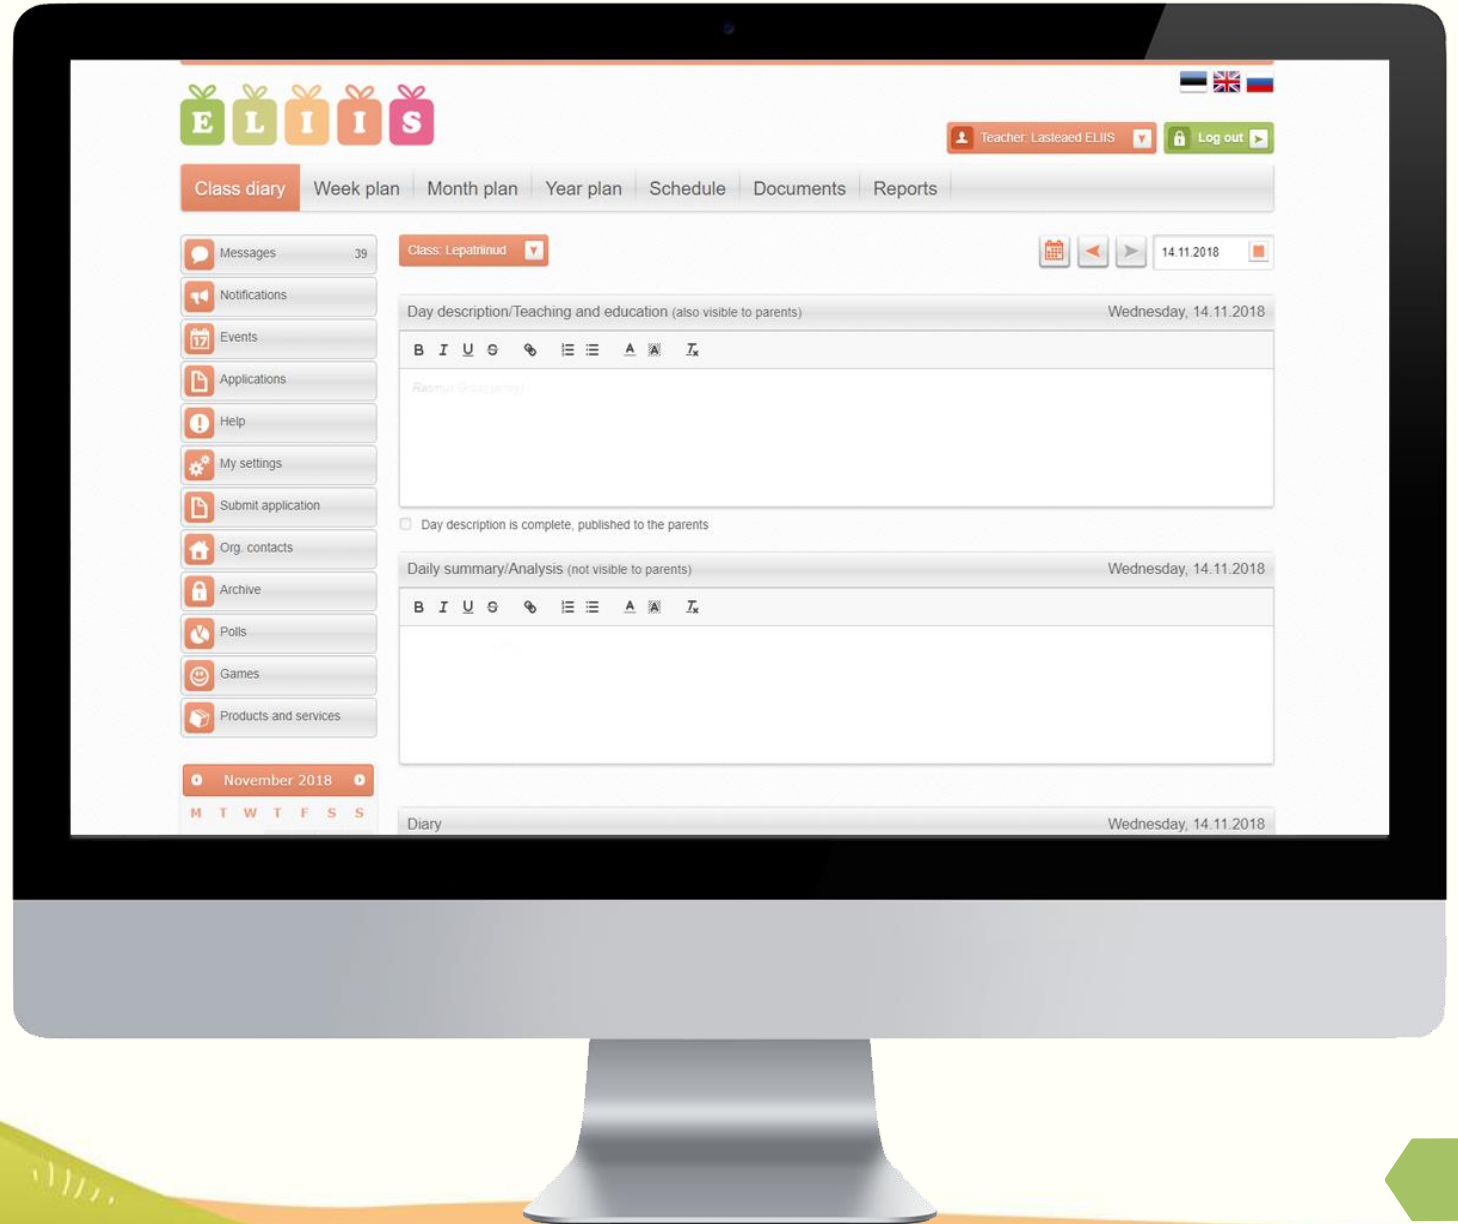 ELIIS
Teacher: Lasteaed ELIIS
Log out
Class diary Week plan Month plan Year plan Schedule Documents Reports
Messages 39
Notifications
17 Events
Applications
Help
My settings
Submit application
Org. contacts
Archive
Polls
Games
Products and services
November 2018
M T W T F S S
Class: Lepatriinud
14.11.2018
Day description/Teaching and education (also visible to parents) Wednesday, 14.11.2018
B I U S A A Tx
Day description is complete, published to the parents
Daily summary/Analysis (not visible to parents) Wednesday, 14.11.2018
B I U S A A Tx
Diary Wednesday, 14.11.2018